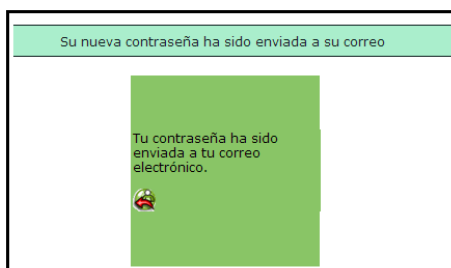 Su nueva contraseña ha sido enviada a su correo
Tu contraseña ha sido
enviada a tu correo
electrónico.